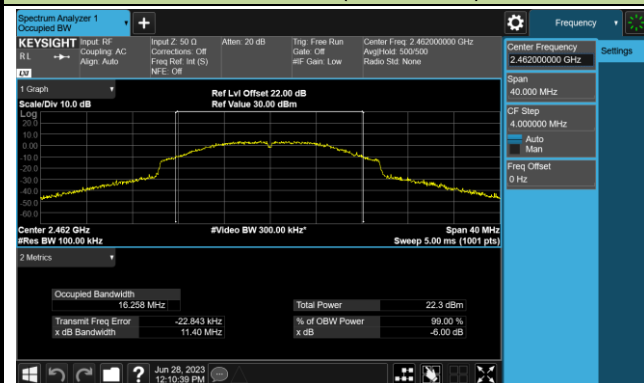 Spectrum Analyzer 1
Occupied BW
Frequency
KEYSIGHT Input: RF Input Z: 50 Ω Atten: 20 dB Trig: Free Run Center Freq: 2.462000000 GHz
RL Coupling: AC Corrections: Off Gate: Off Avg|Hold: 500/500
Align: Auto Freq Ref: Int (S) #IF Gain: Low Radio Std: None
LXI NFE: Off
Center Frequency
2.462000000 GHz
Settings
Span
40.000 MHz
CF Step
4.000000 MHz
Auto
Man
Freq Offset
0 Hz
1 Graph
Scale/Div 10.0 dB
Ref Lvl Offset 22.00 dB
Ref Value 30.00 dBm
Log
20.0
10.0
0.00
-10.0
-20.0
-30.0
-40.0
-50.0
-60.0
Center 2.462 GHz #Video BW 300.00 kHz* Span 40 MHz
#Res BW 100.00 kHz Sweep 5.00 ms (1001 pts)
2 Metrics
Occupied Bandwidth
16.258 MHz Total Power 22.3 dBm
Transmit Freq Error -22.843 kHz % of OBW Power 99.00 %
x dB Bandwidth 11.40 MHz x dB -6.00 dB
Jun 28, 2023
12:10:39 PM